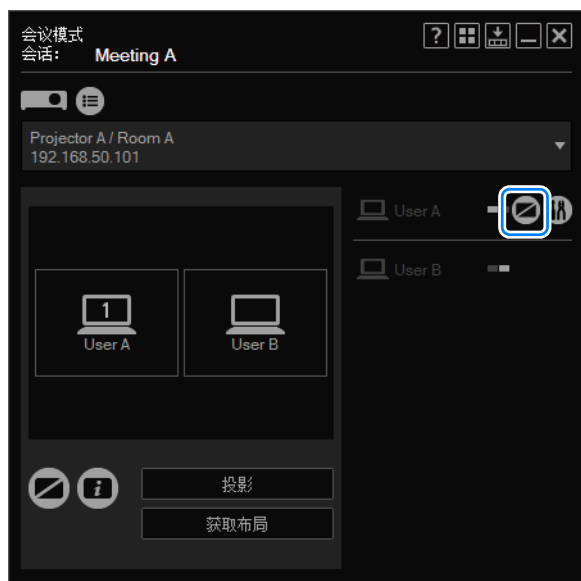 会议模式
会话： Meeting A
?
Projector A / Room A
192.168.50.101
User A
User B
1
User A
User B
i
投影
获取布局